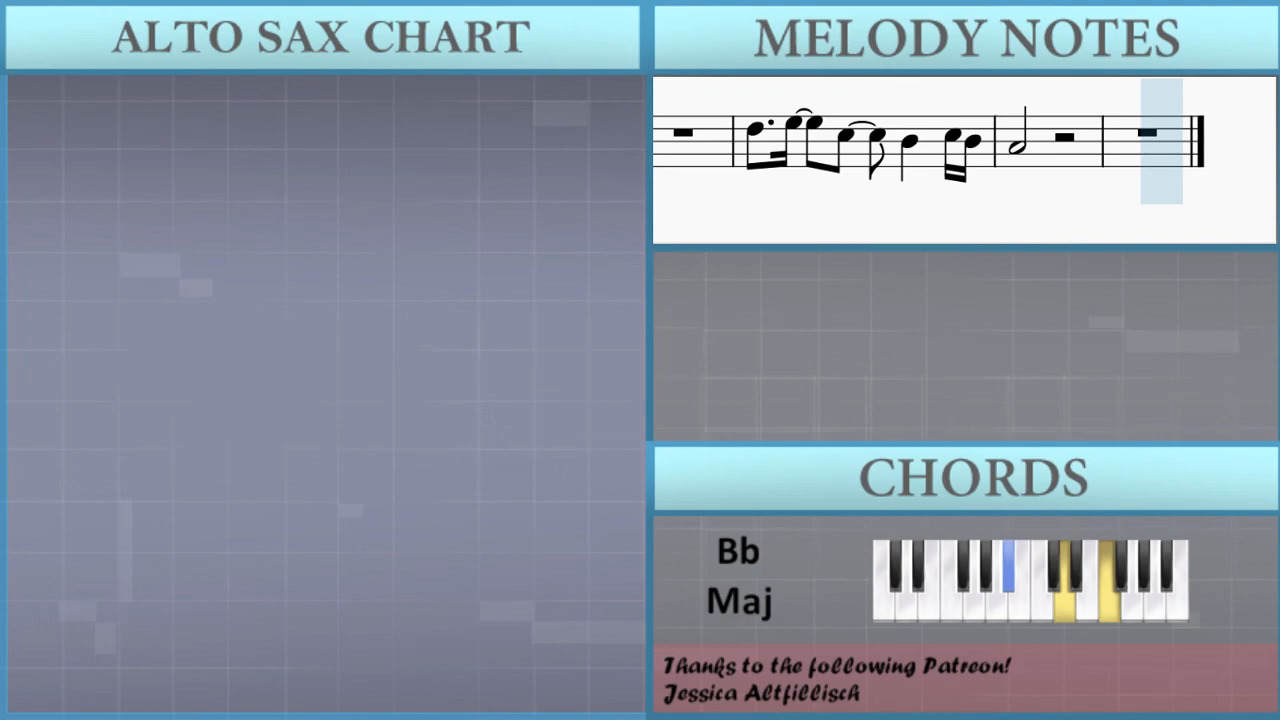 ALTO SAX CHART
MELODY NOTES
CHORDS
Bb
Maj
Thanks to the following Patreon!
Jessica Altfillisch